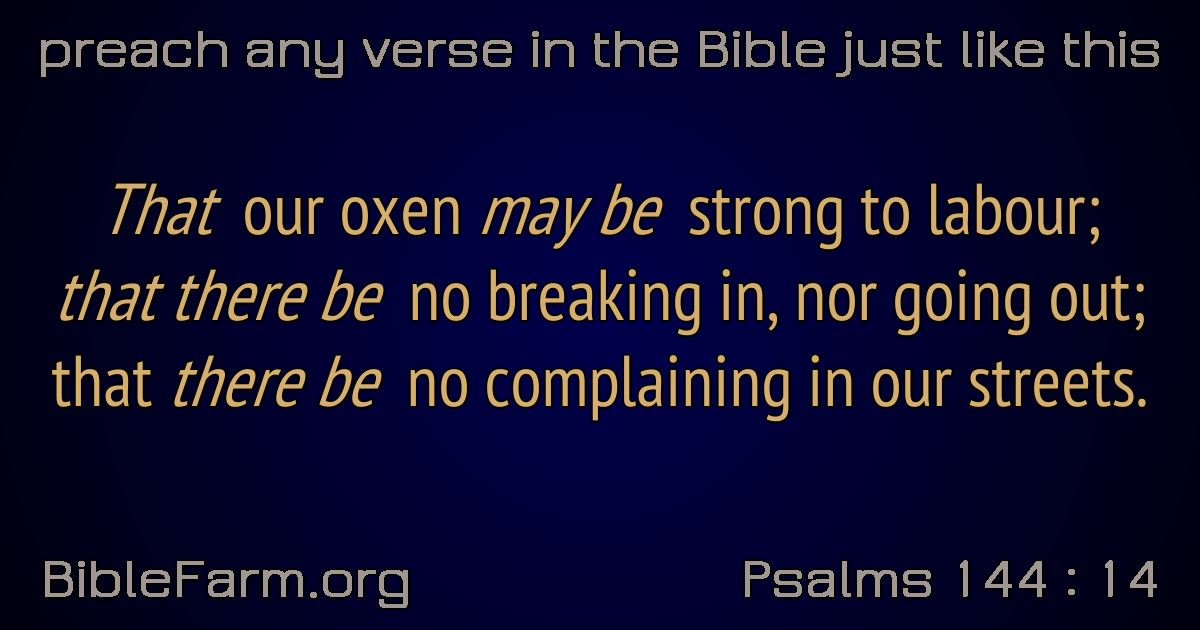 preach any verse in the Bible just like this
That our oxen may be strong to labour;
that there be no breaking in, nor going out;
that there be no complaining in our streets.
BibleFarm.org
Psalms 144 : 14